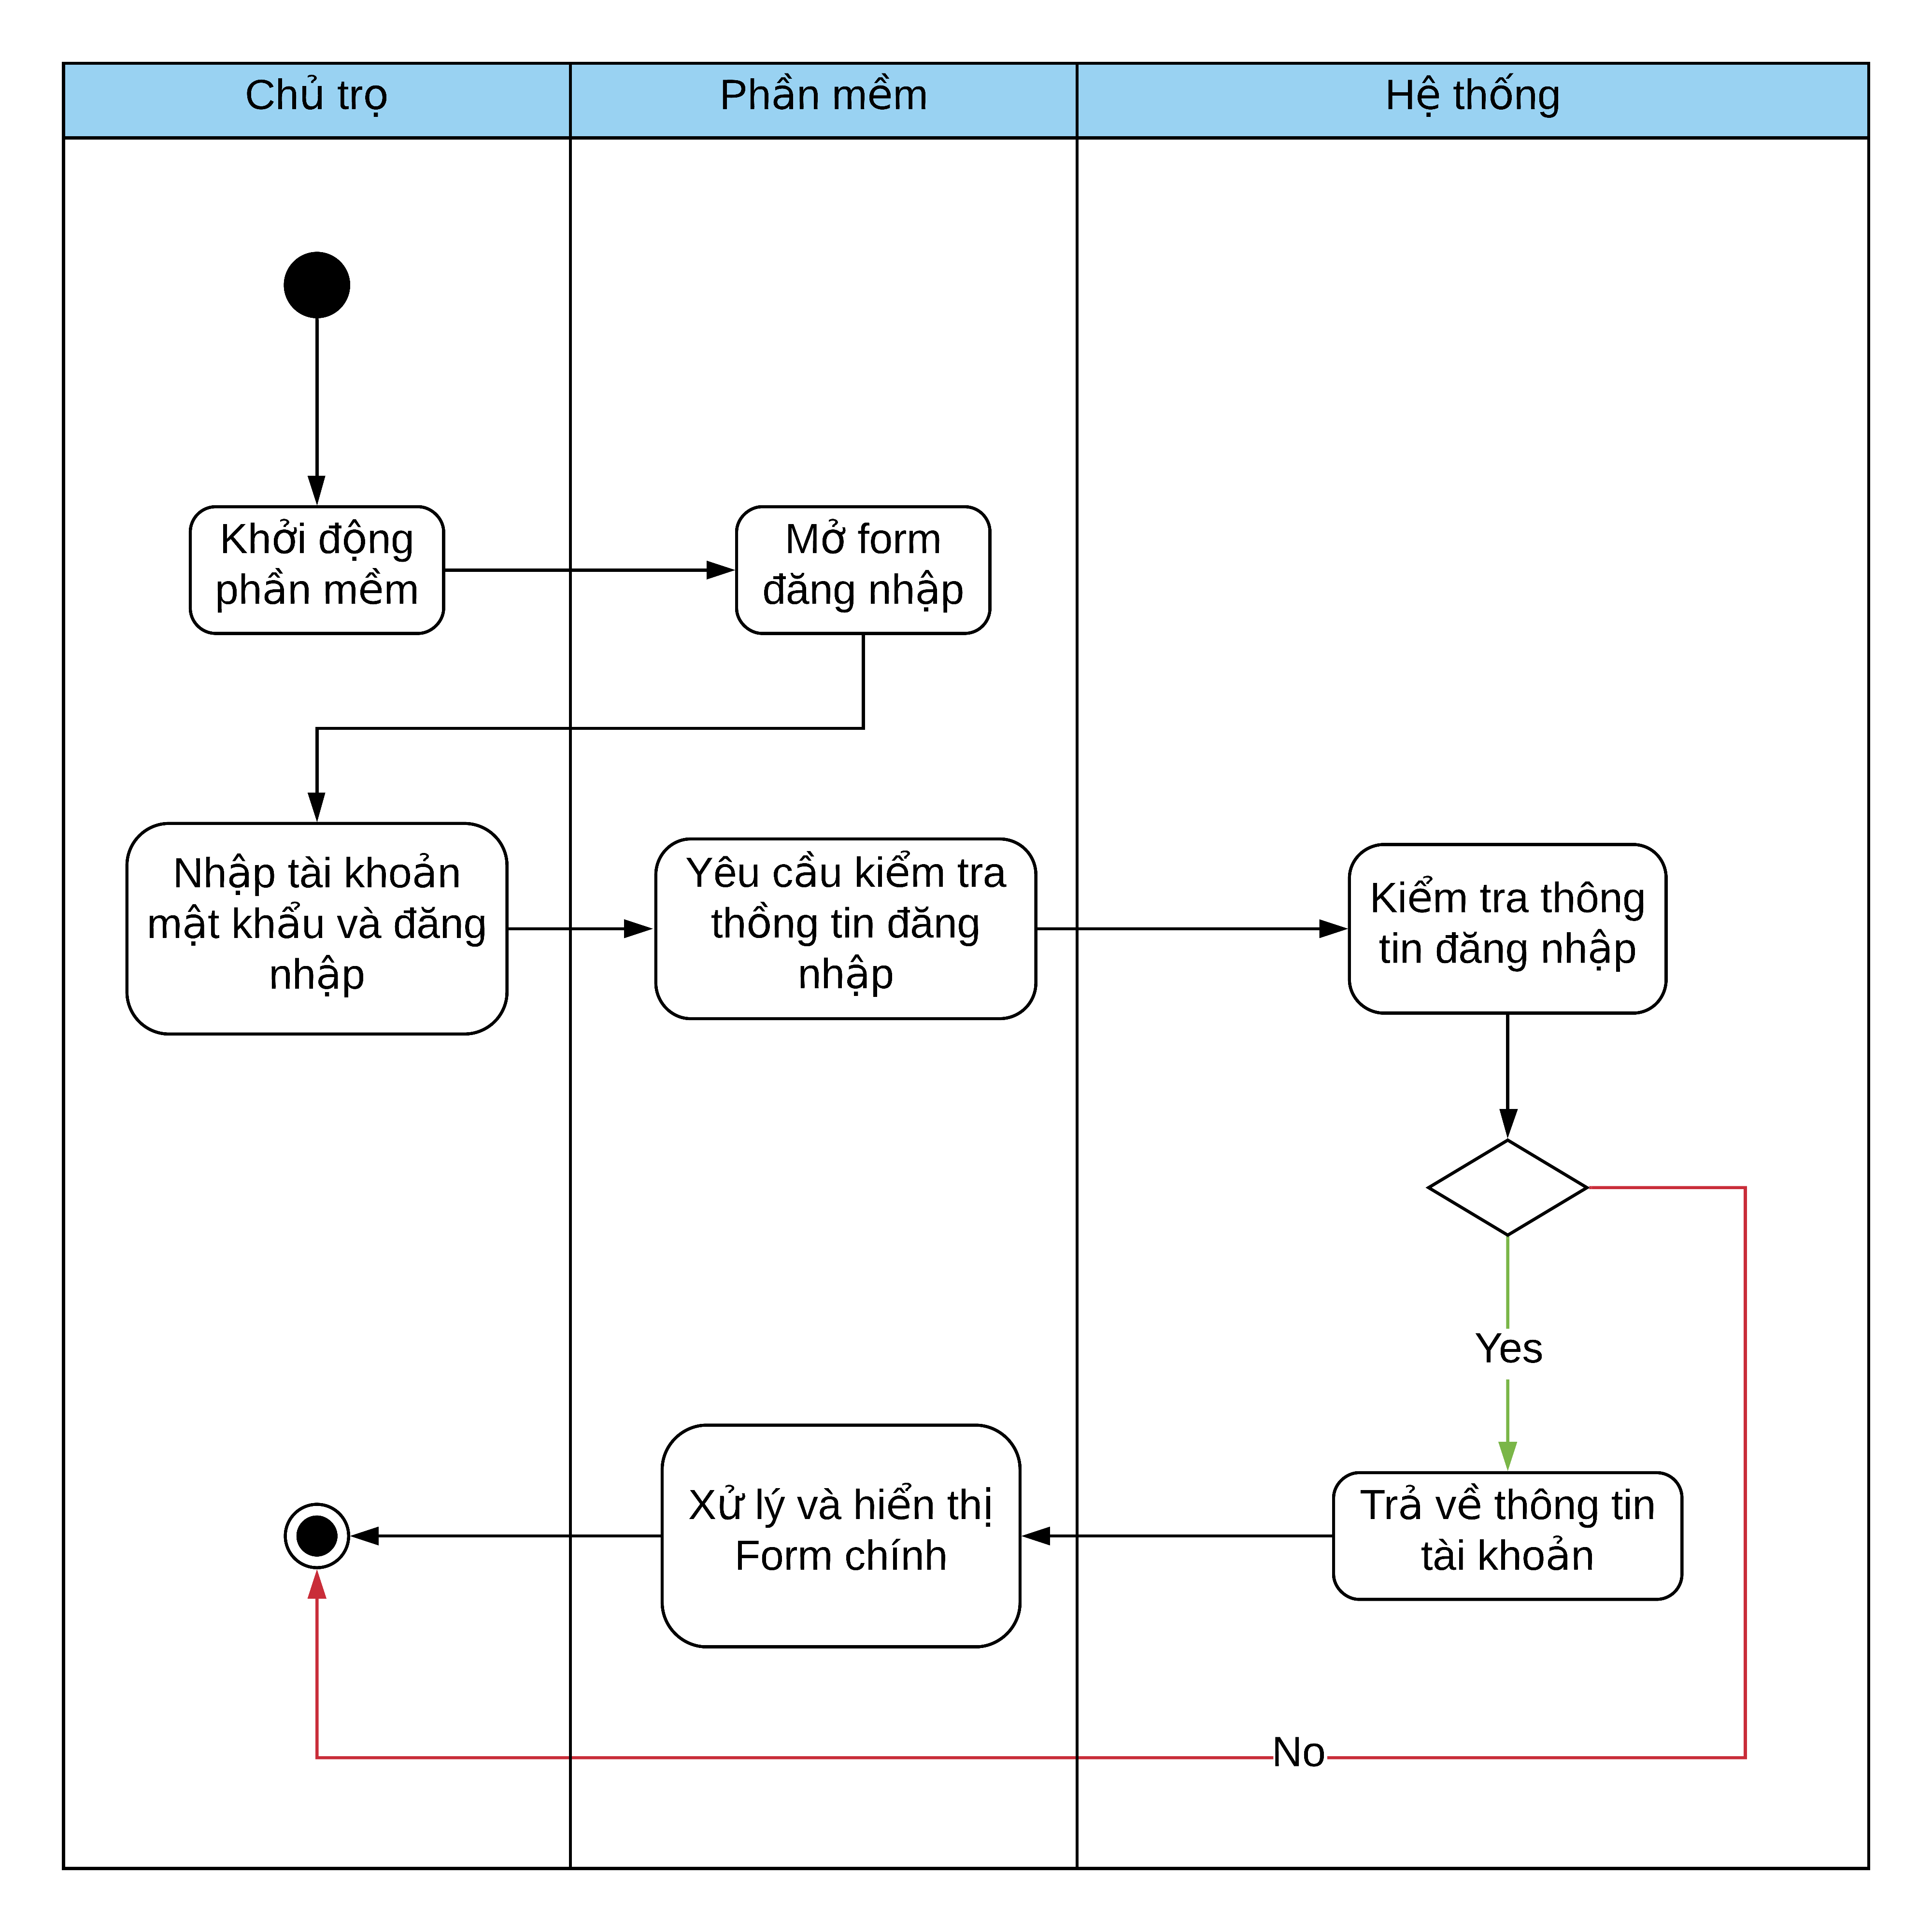 Chủ trọ
Phần mềm
Hệ thống
Khởi động
phần mềm
Mở form
đăng nhập
Nhập tài khoản
mật khẩu và đăng
nhập
Yêu cầu kiểm tra
thồng tin đăng
nhập
Kiểm tra thông
tin đăng nhập
Yes
Xử lý và hiển thị
Form chính
Trả về thông tin
tài khoản
No